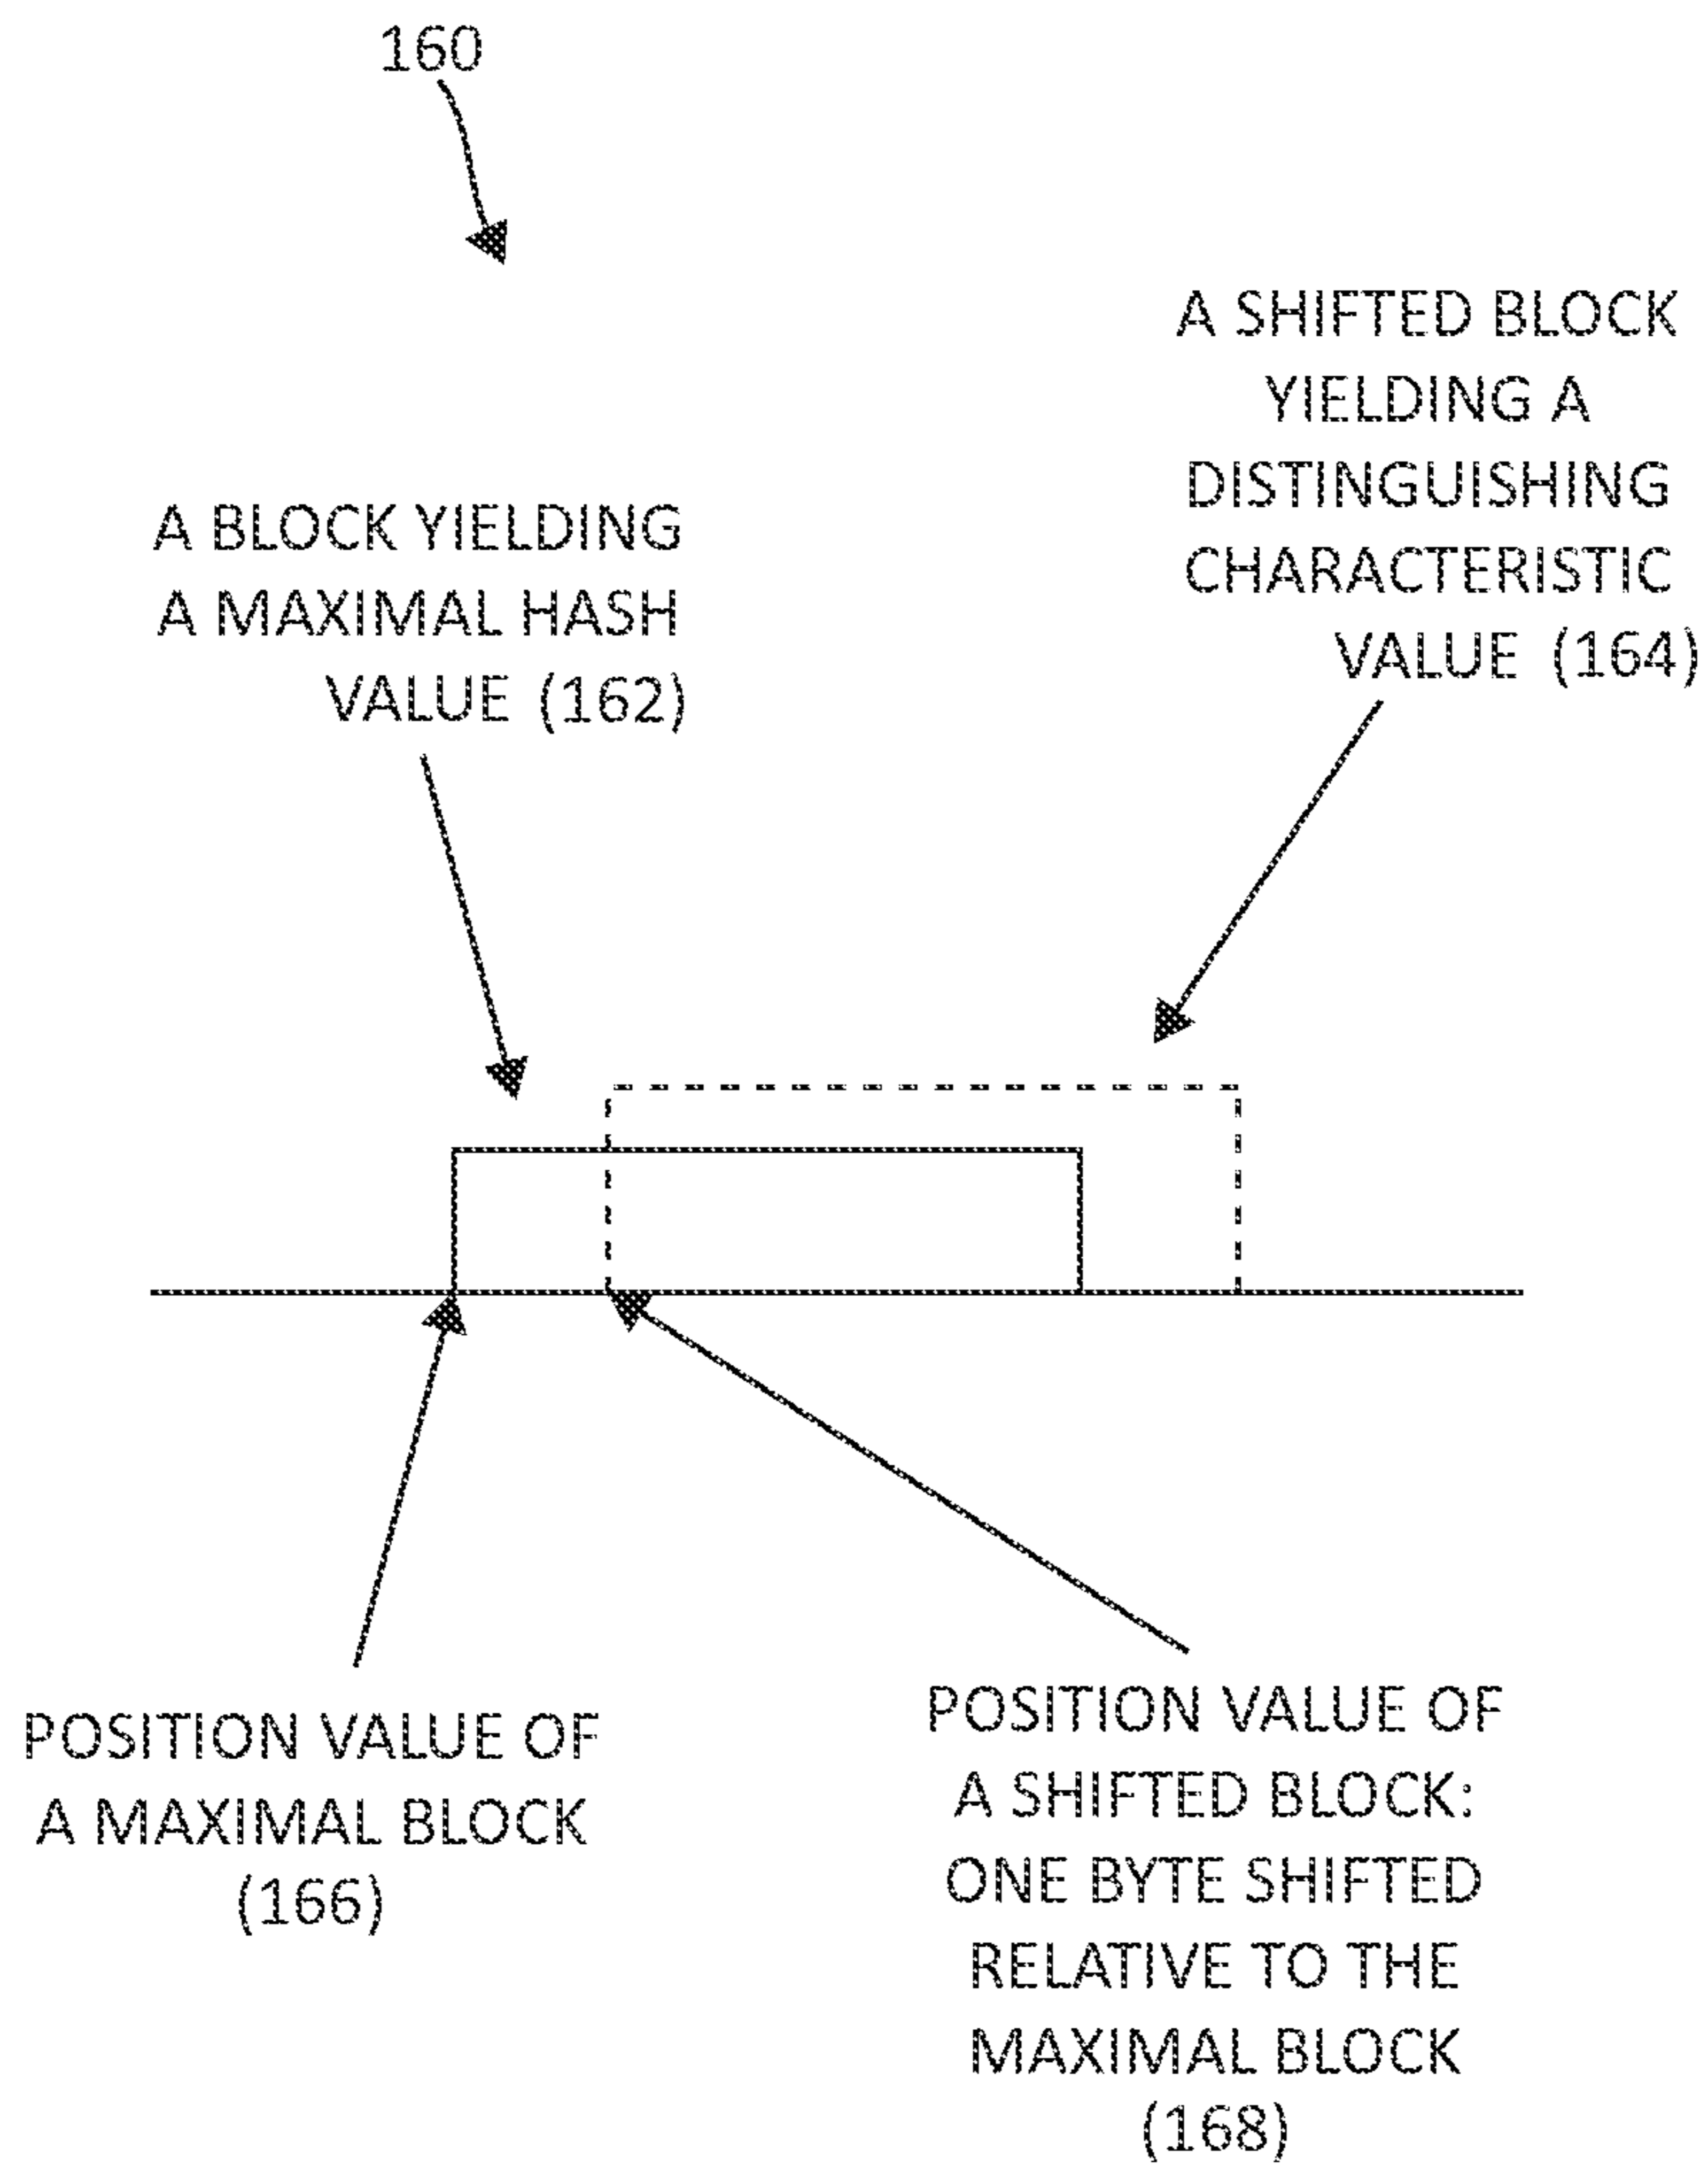 160
A SHIFTED BLOCK
YIELDING A
DISTINGUISHING
CHARACTERISTIC
VALUE (164)
A BLOCK YIELDING
A MAXIMAL HASH
VALUE (162)
POSITION VALUE OF
A MAXIMAL BLOCK
(166)
POSITION VALUE OF
A SHIFTED BLOCK:
ONE BYTE SHIFTED
RELATIVE TO THE
MAXIMAL BLOCK
(168)